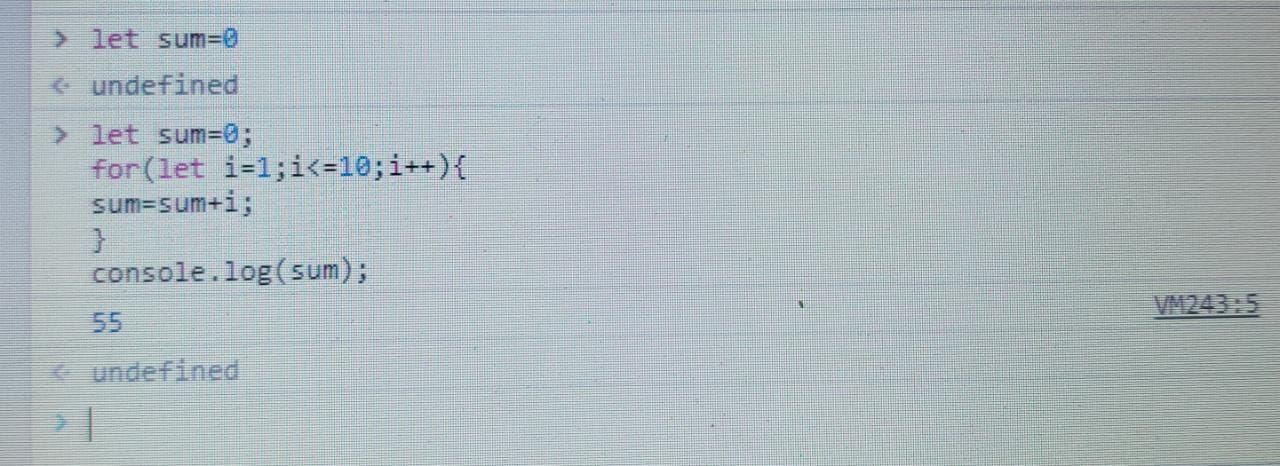 > let sum=0
<· undefined
> let sum=0;
for(let i=1;i<=10;i++){
sum=sum+i;
}
console.log(sum);
55 VM243:5
<· undefined
>